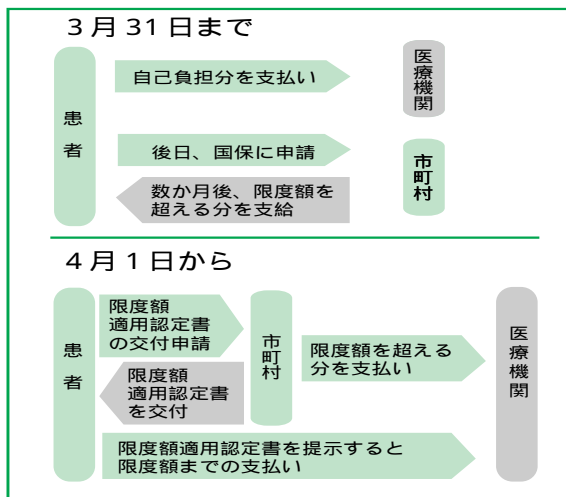 3月31日まで
患者
自己負担分を支払い
医療機関
後日、国保に申請
数か月後、限度額を
超える分を支給
市町村
4月1日から
患者
限度額
適用認定書
の交付申請
限度額
適用認定書
を交付
市町村
限度額を超える
分を支払い
医療機関
限度額適用認定書を提示すると
限度額までの支払い